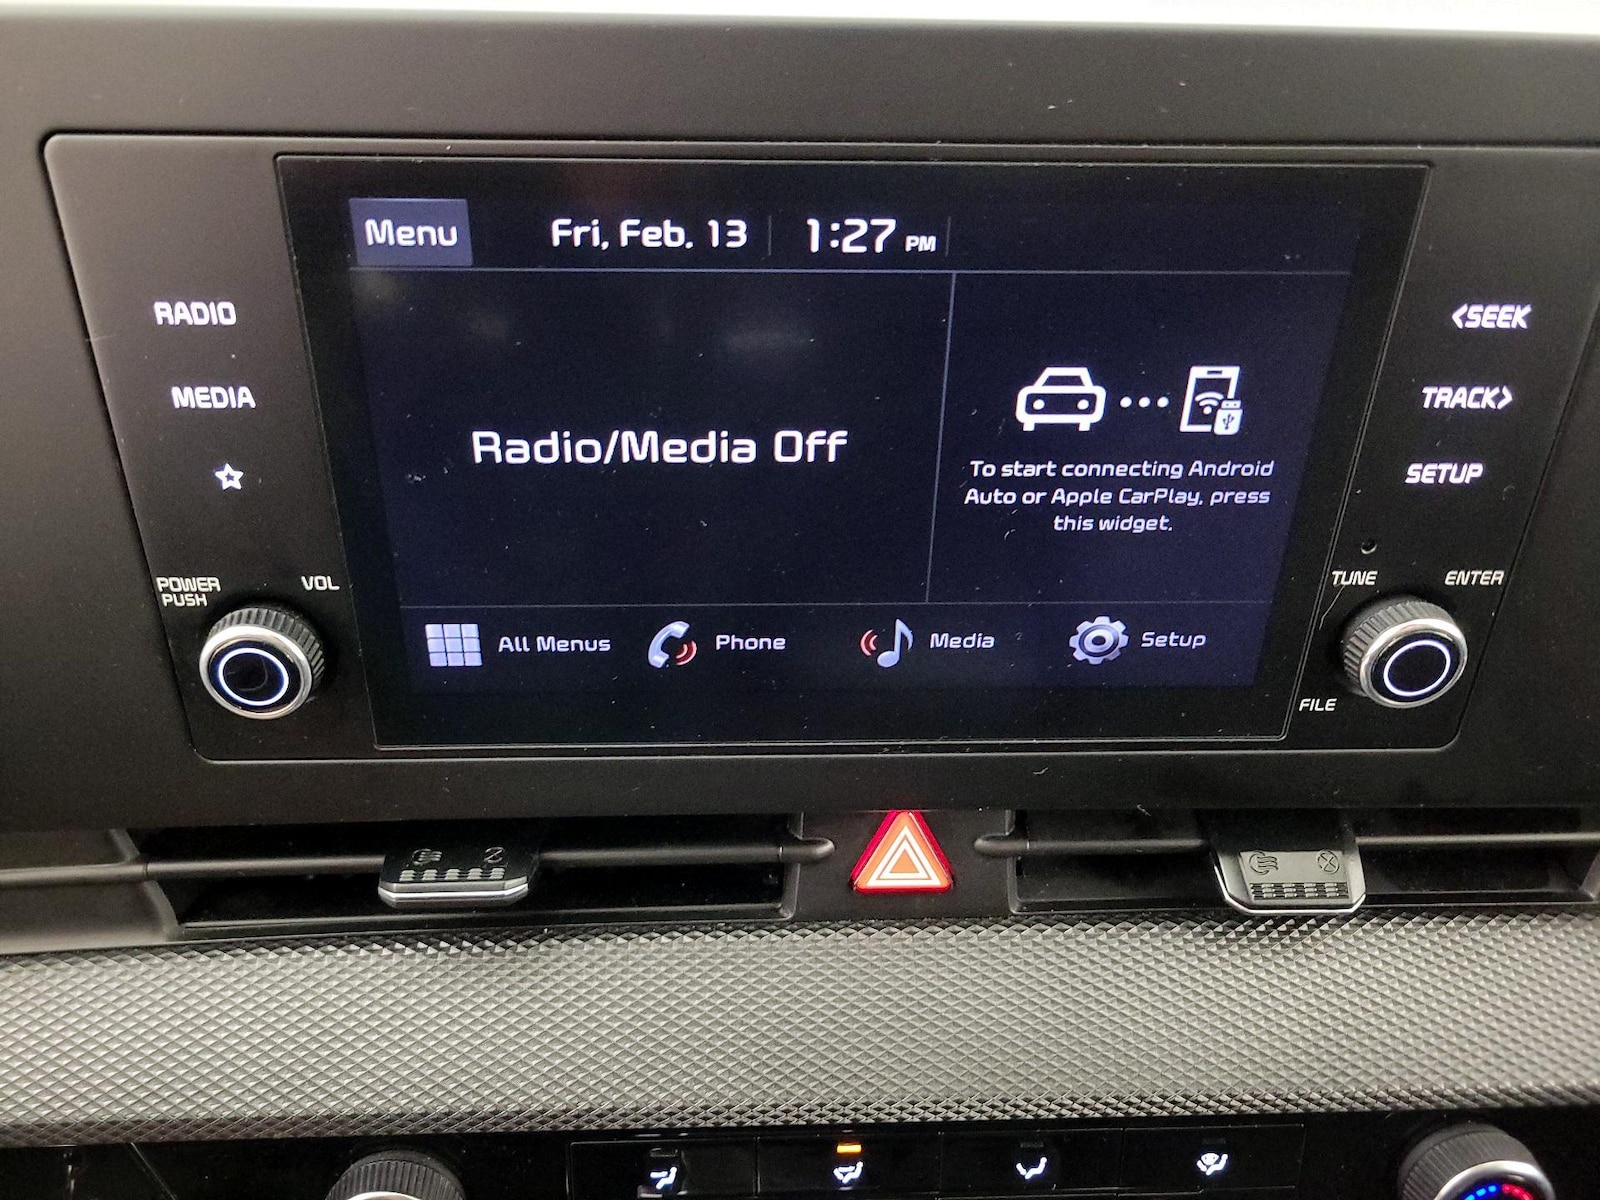 Menu
Fri, Feb. 13
1:27 PM
RADIO
MEDIA
Radio/Media Off
To start connecting Android
Auto or Apple CarPlay, press
this widget.
<SEEK
TRACK>
SETUP
POWER
PUSH
VOL
TUNE
ENTER
FILE
All Menus
Phone
Media
Setup